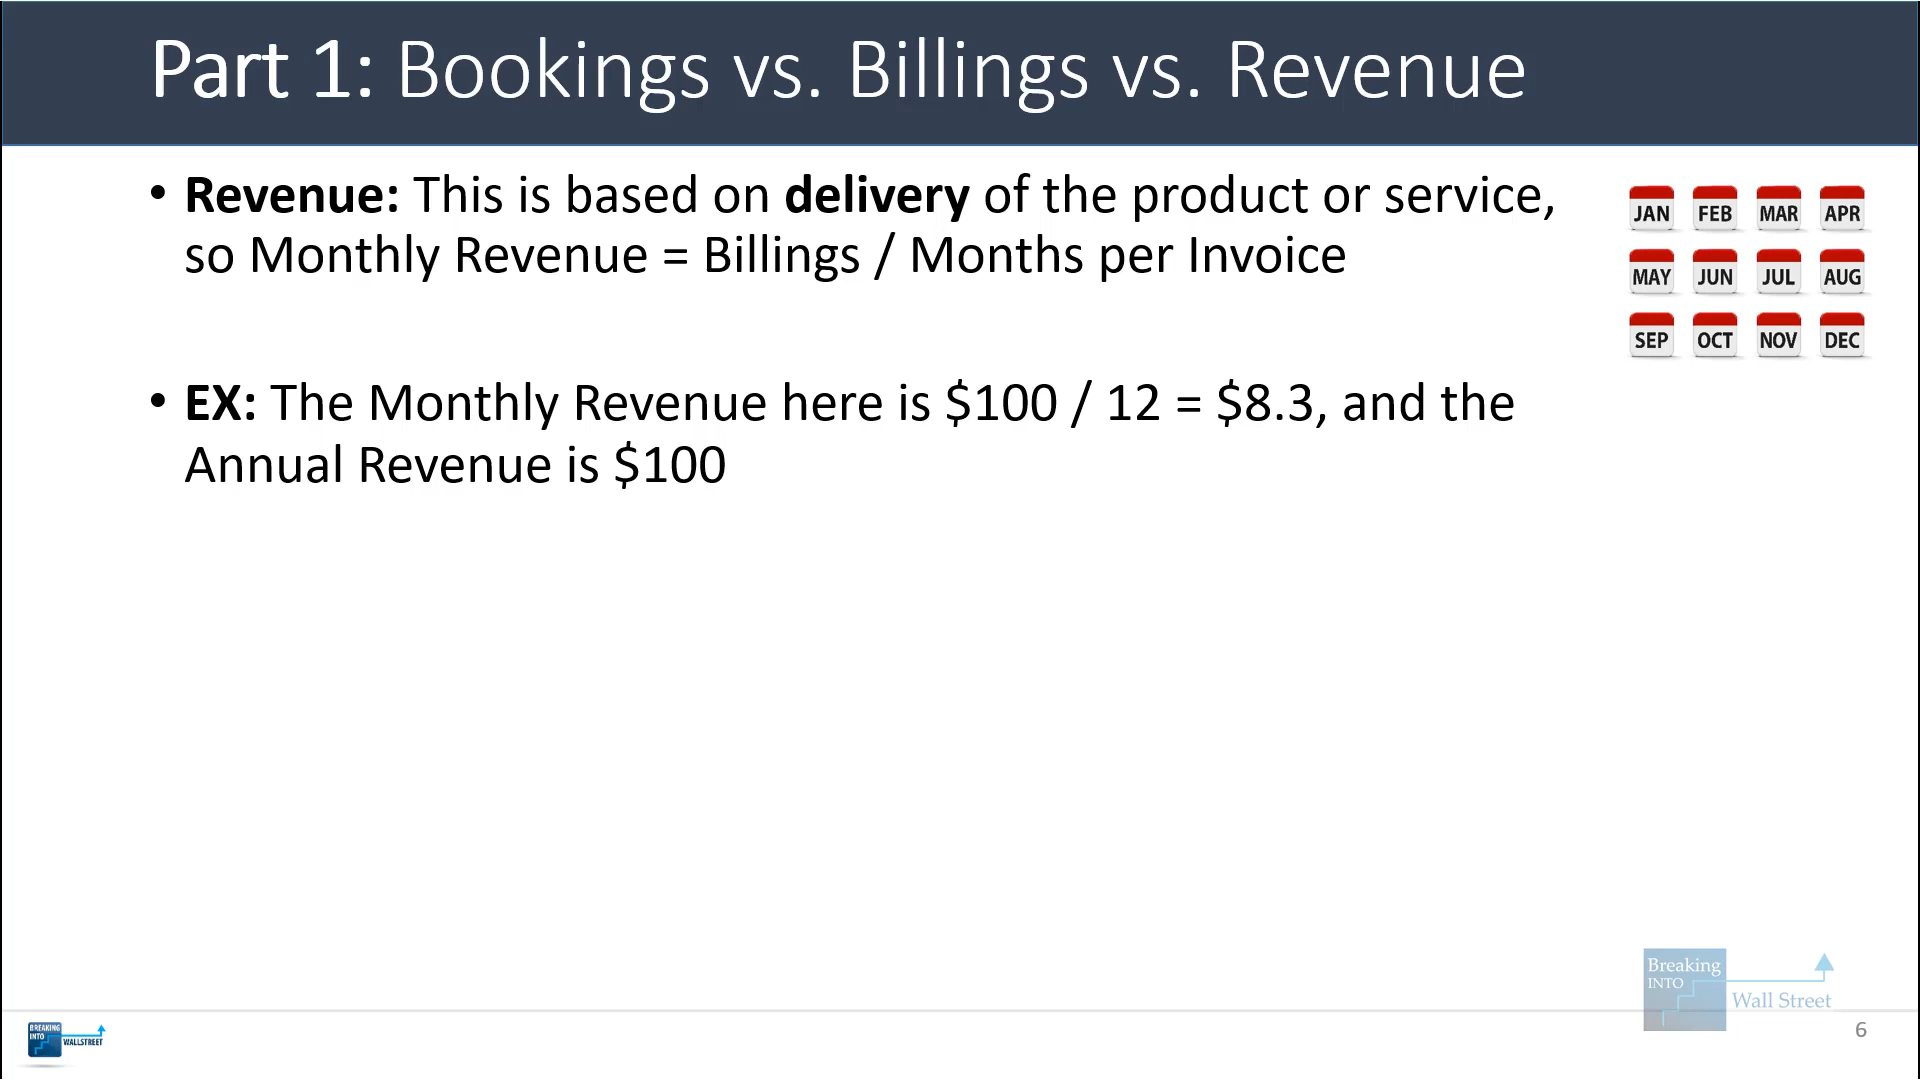 Part 1: Bookings vs. Billings vs. Revenue
• Revenue: This is based on delivery of the product or service,
so Monthly Revenue = Billings / Months per Invoice
JAN FEB MAR APR
MAY JUN JUL AUG
SEP OCT NOV DEC
• EX: The Monthly Revenue here is $100 / 12 = $8.3, and the
Annual Revenue is $100
Breaking
INTO
Wall Street
BREAKING
INTO
WALLSTREET
6